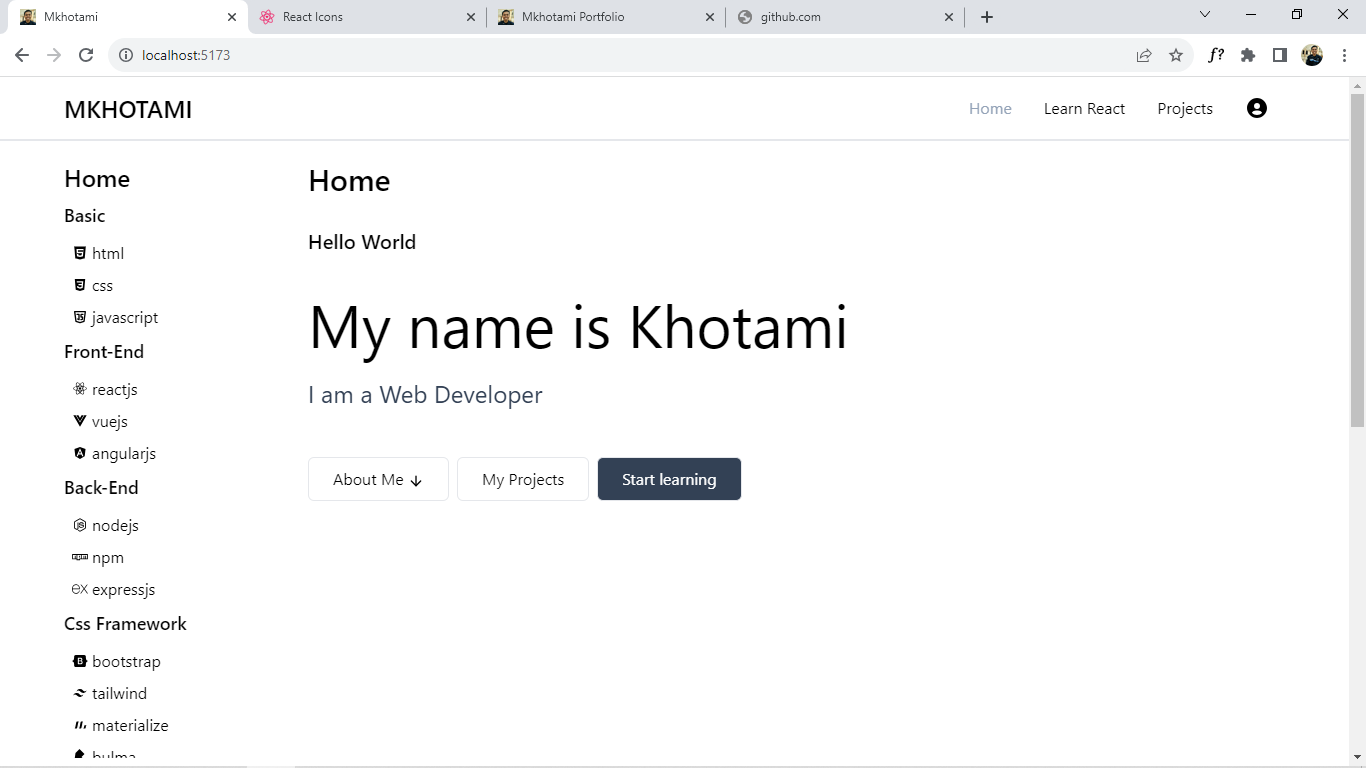 Mkhotami
React Icons
Mkhotami Portfolio
github.com
localhost:5173
f?
MKHOTAMI
Home
Learn React
Projects
Home
Basic
html
css
javascript
Front-End
reactjs
vuejs
angularjs
Back-End
nodejs
npm
expressjs
Css Framework
bootstrap
tailwind
materialize
bulma
Home
Hello World
My name is Khotami
I am a Web Developer
About Me ↓
My Projects
Start learning